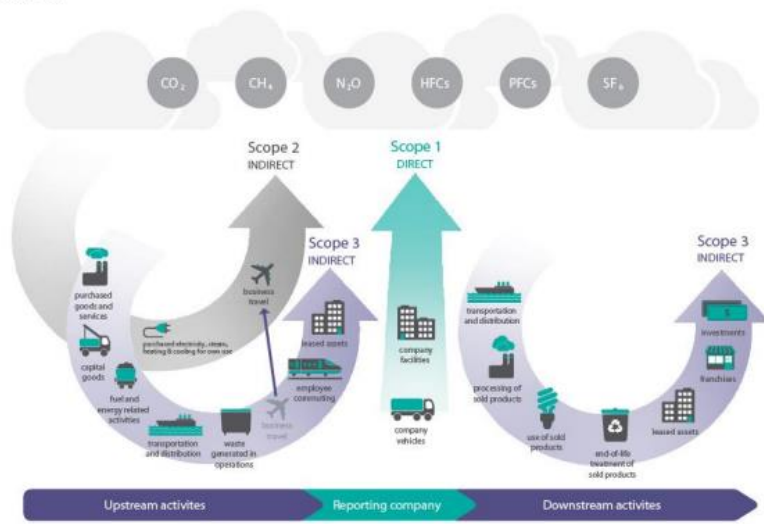 CO₂
CH₄
N₂O
HFCs
PFCs
SF₆
Scope 2
INDIRECT
Scope 1
DIRECT
Scope 3
INDIRECT
Scope 3
INDIRECT
purchased
goods and
services
capital
goods
fuel and
energy related
activities
transportation
and distribution
waste
generated in
operations
business
travel
purchased electricity, steam,
heating & cooling for own use
business
travel
employee
commuting
leased assets
company
facilities
company
vehicles
transportation
and distribution
processing of
sold products
use of sold
products
end-of-life
treatment of
sold products
leased assets
franchises
investments
Upstream activites
Reporting company
Downstream activites